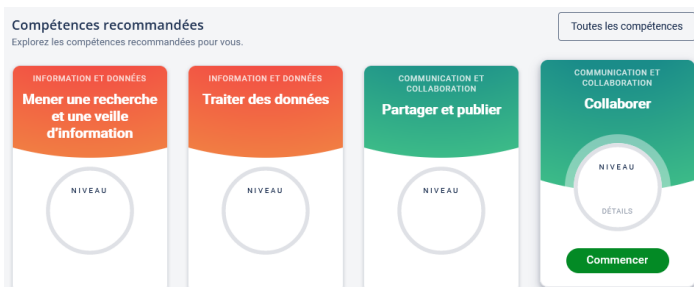 Compétences recommandées
Explorez les compétences recommandées pour vous.
Toutes les compétences
INFORMATION ET DONNÉES
Mener une recherche
et une veille
d'information
NIVEAU
INFORMATION ET DONNÉES
Traiter des données
NIVEAU
COMMUNICATION ET
COLLABORATION
Partager et publier
NIVEAU
COMMUNICATION ET
COLLABORATION
Collaborer
NIVEAU
DÉTAILS
Commencer